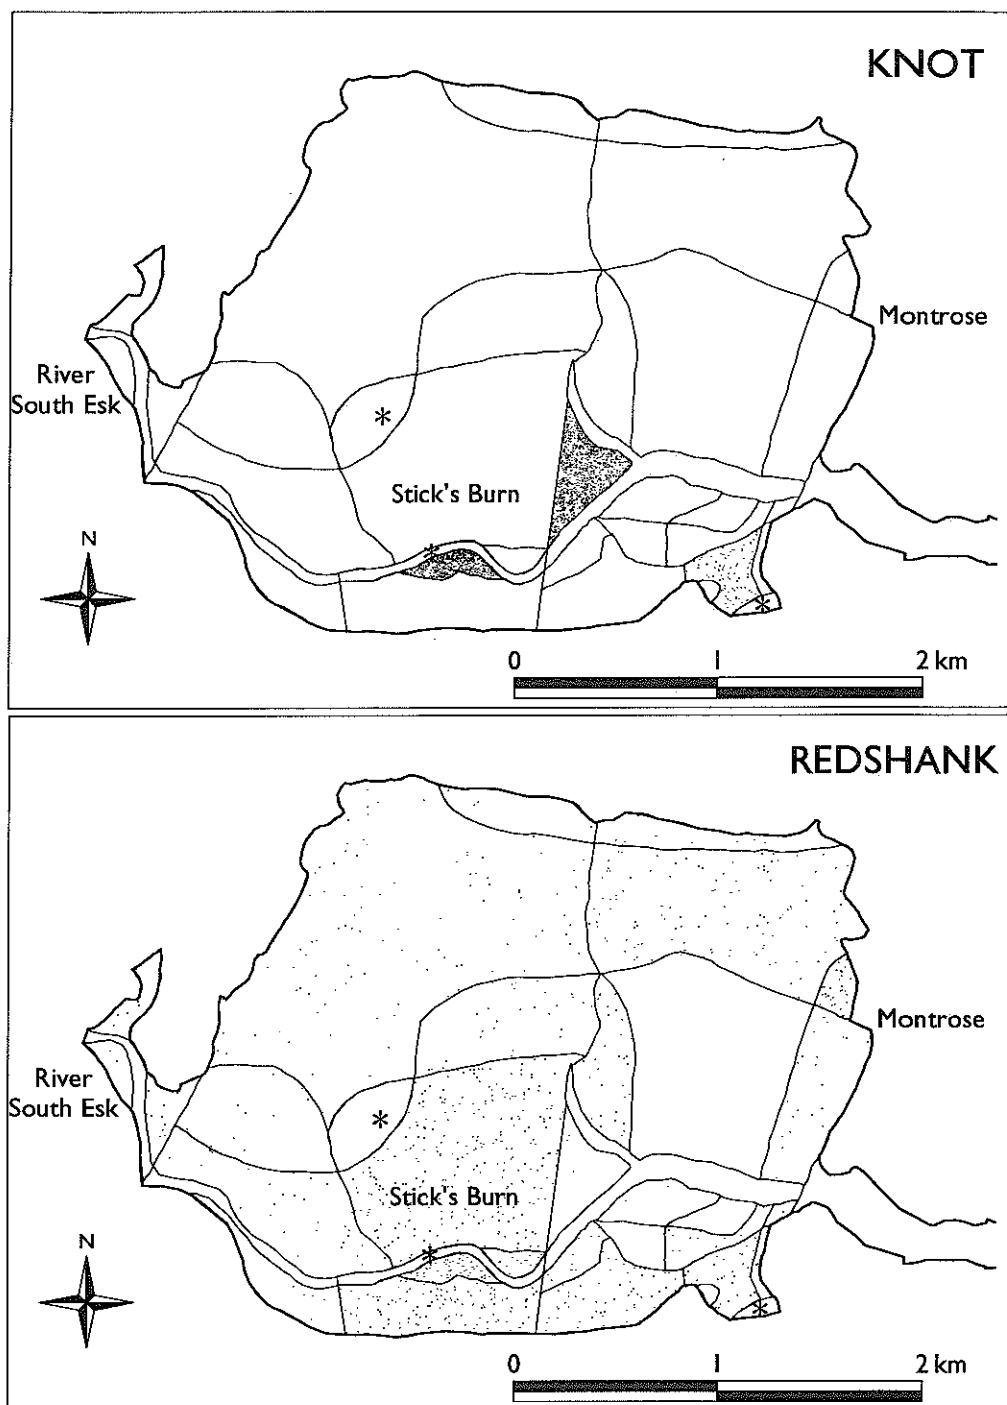 KNOT
Montrose
River
South Esk
*
Stick's Burn
*
N
*
0 1 2 km
REDSHANK
Montrose
River
South Esk
*
Stick's Burn
*
N
*
0 1 2 km